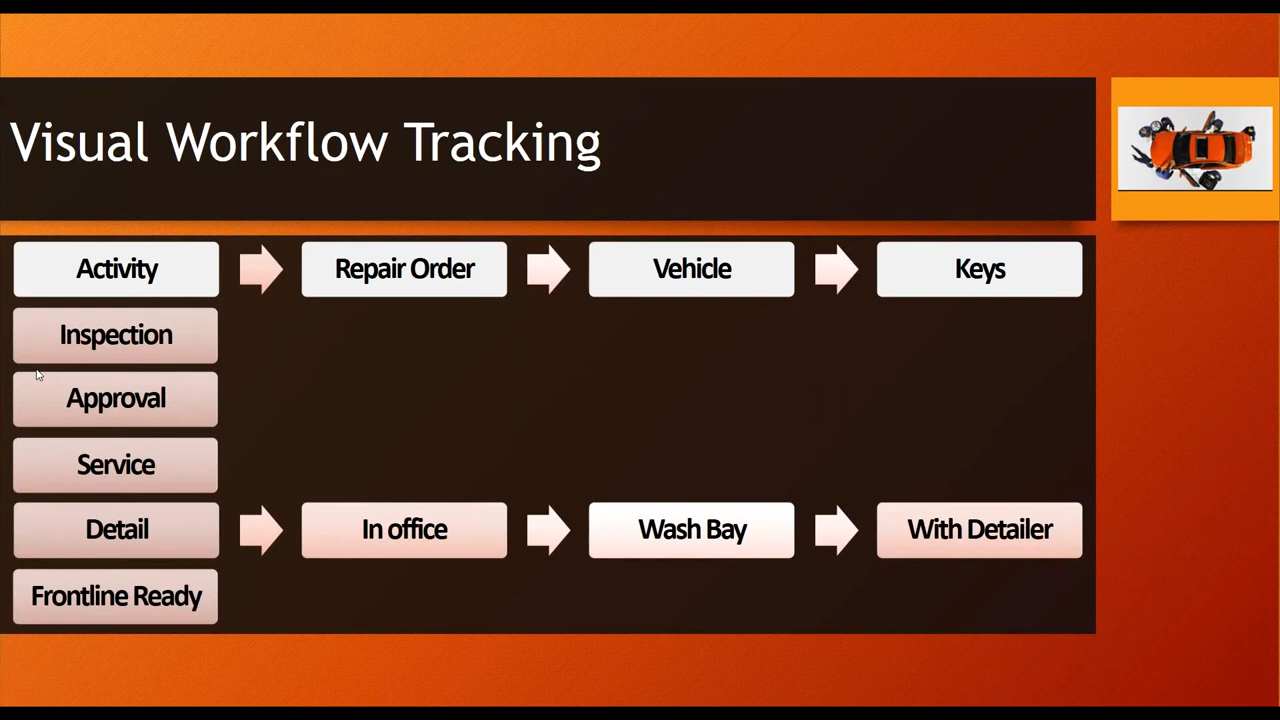 Visual Workflow Tracking
Activity
Repair Order
Vehicle
Keys
Inspection
Approval
Service
Detail
In office
Wash Bay
With Detailer
Frontline Ready